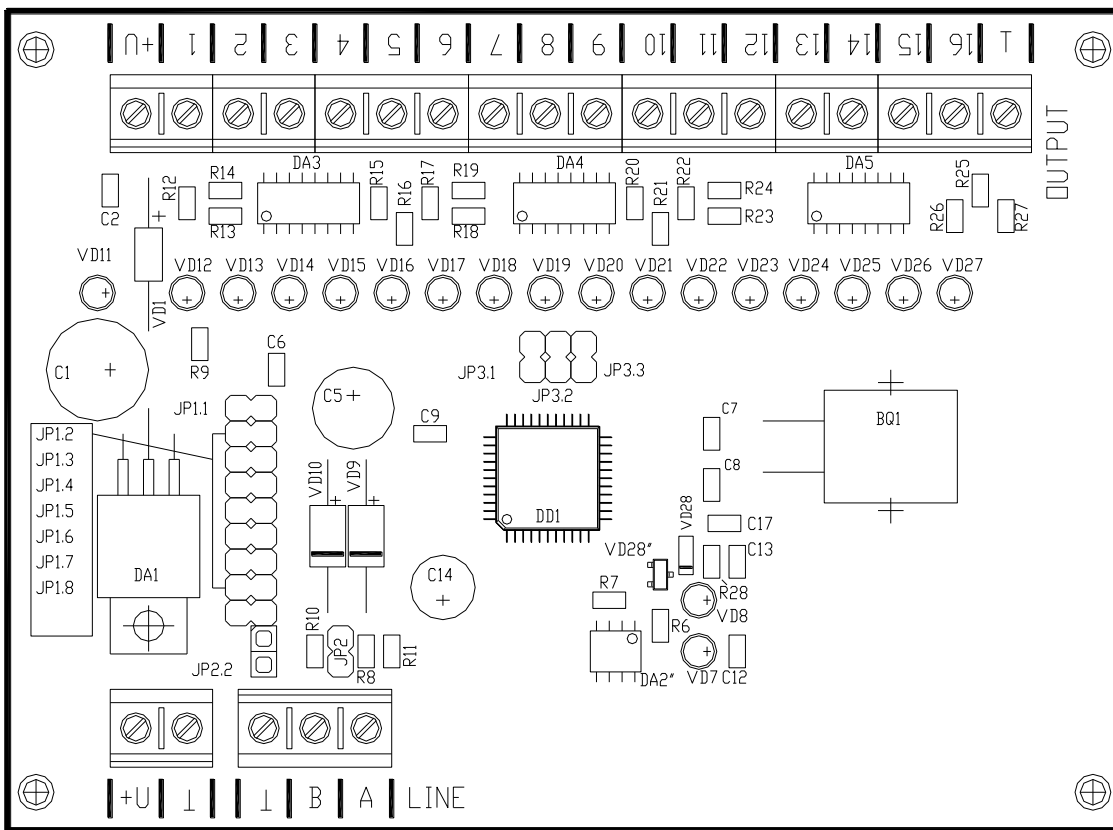 +U 1 2 3 4 5 6 7 8 9 10 11 12 13 14 15 16 ⊥
OUTPUT
DA3 DA4 DA5
R12 R14 R15 R17 R19 R20 R22 R24 R25
C2 R13 R16 R18 R21 R23 R26 R27
VD11 VD12 VD13 VD14 VD15 VD16 VD17 VD18 VD19 VD20 VD21 VD22 VD23 VD24 VD25 VD26 VD27
VD1
C1 R9 C6 JP3.1 JP3.3
C5 JP3.2
JP1.1 C9 C7 BQ1
JP1.2
JP1.3
JP1.4
JP1.5
JP1.6
JP1.7
JP1.8
VD10 VD9 C8
DD1 VD28 C17
VD28" C13
DA1 C14 R7 R28
VD8
R10 JP2 R11 R6
JP2.2 R8 DA2" VD7 C12
+U ⊥ ⊥ B A LINE